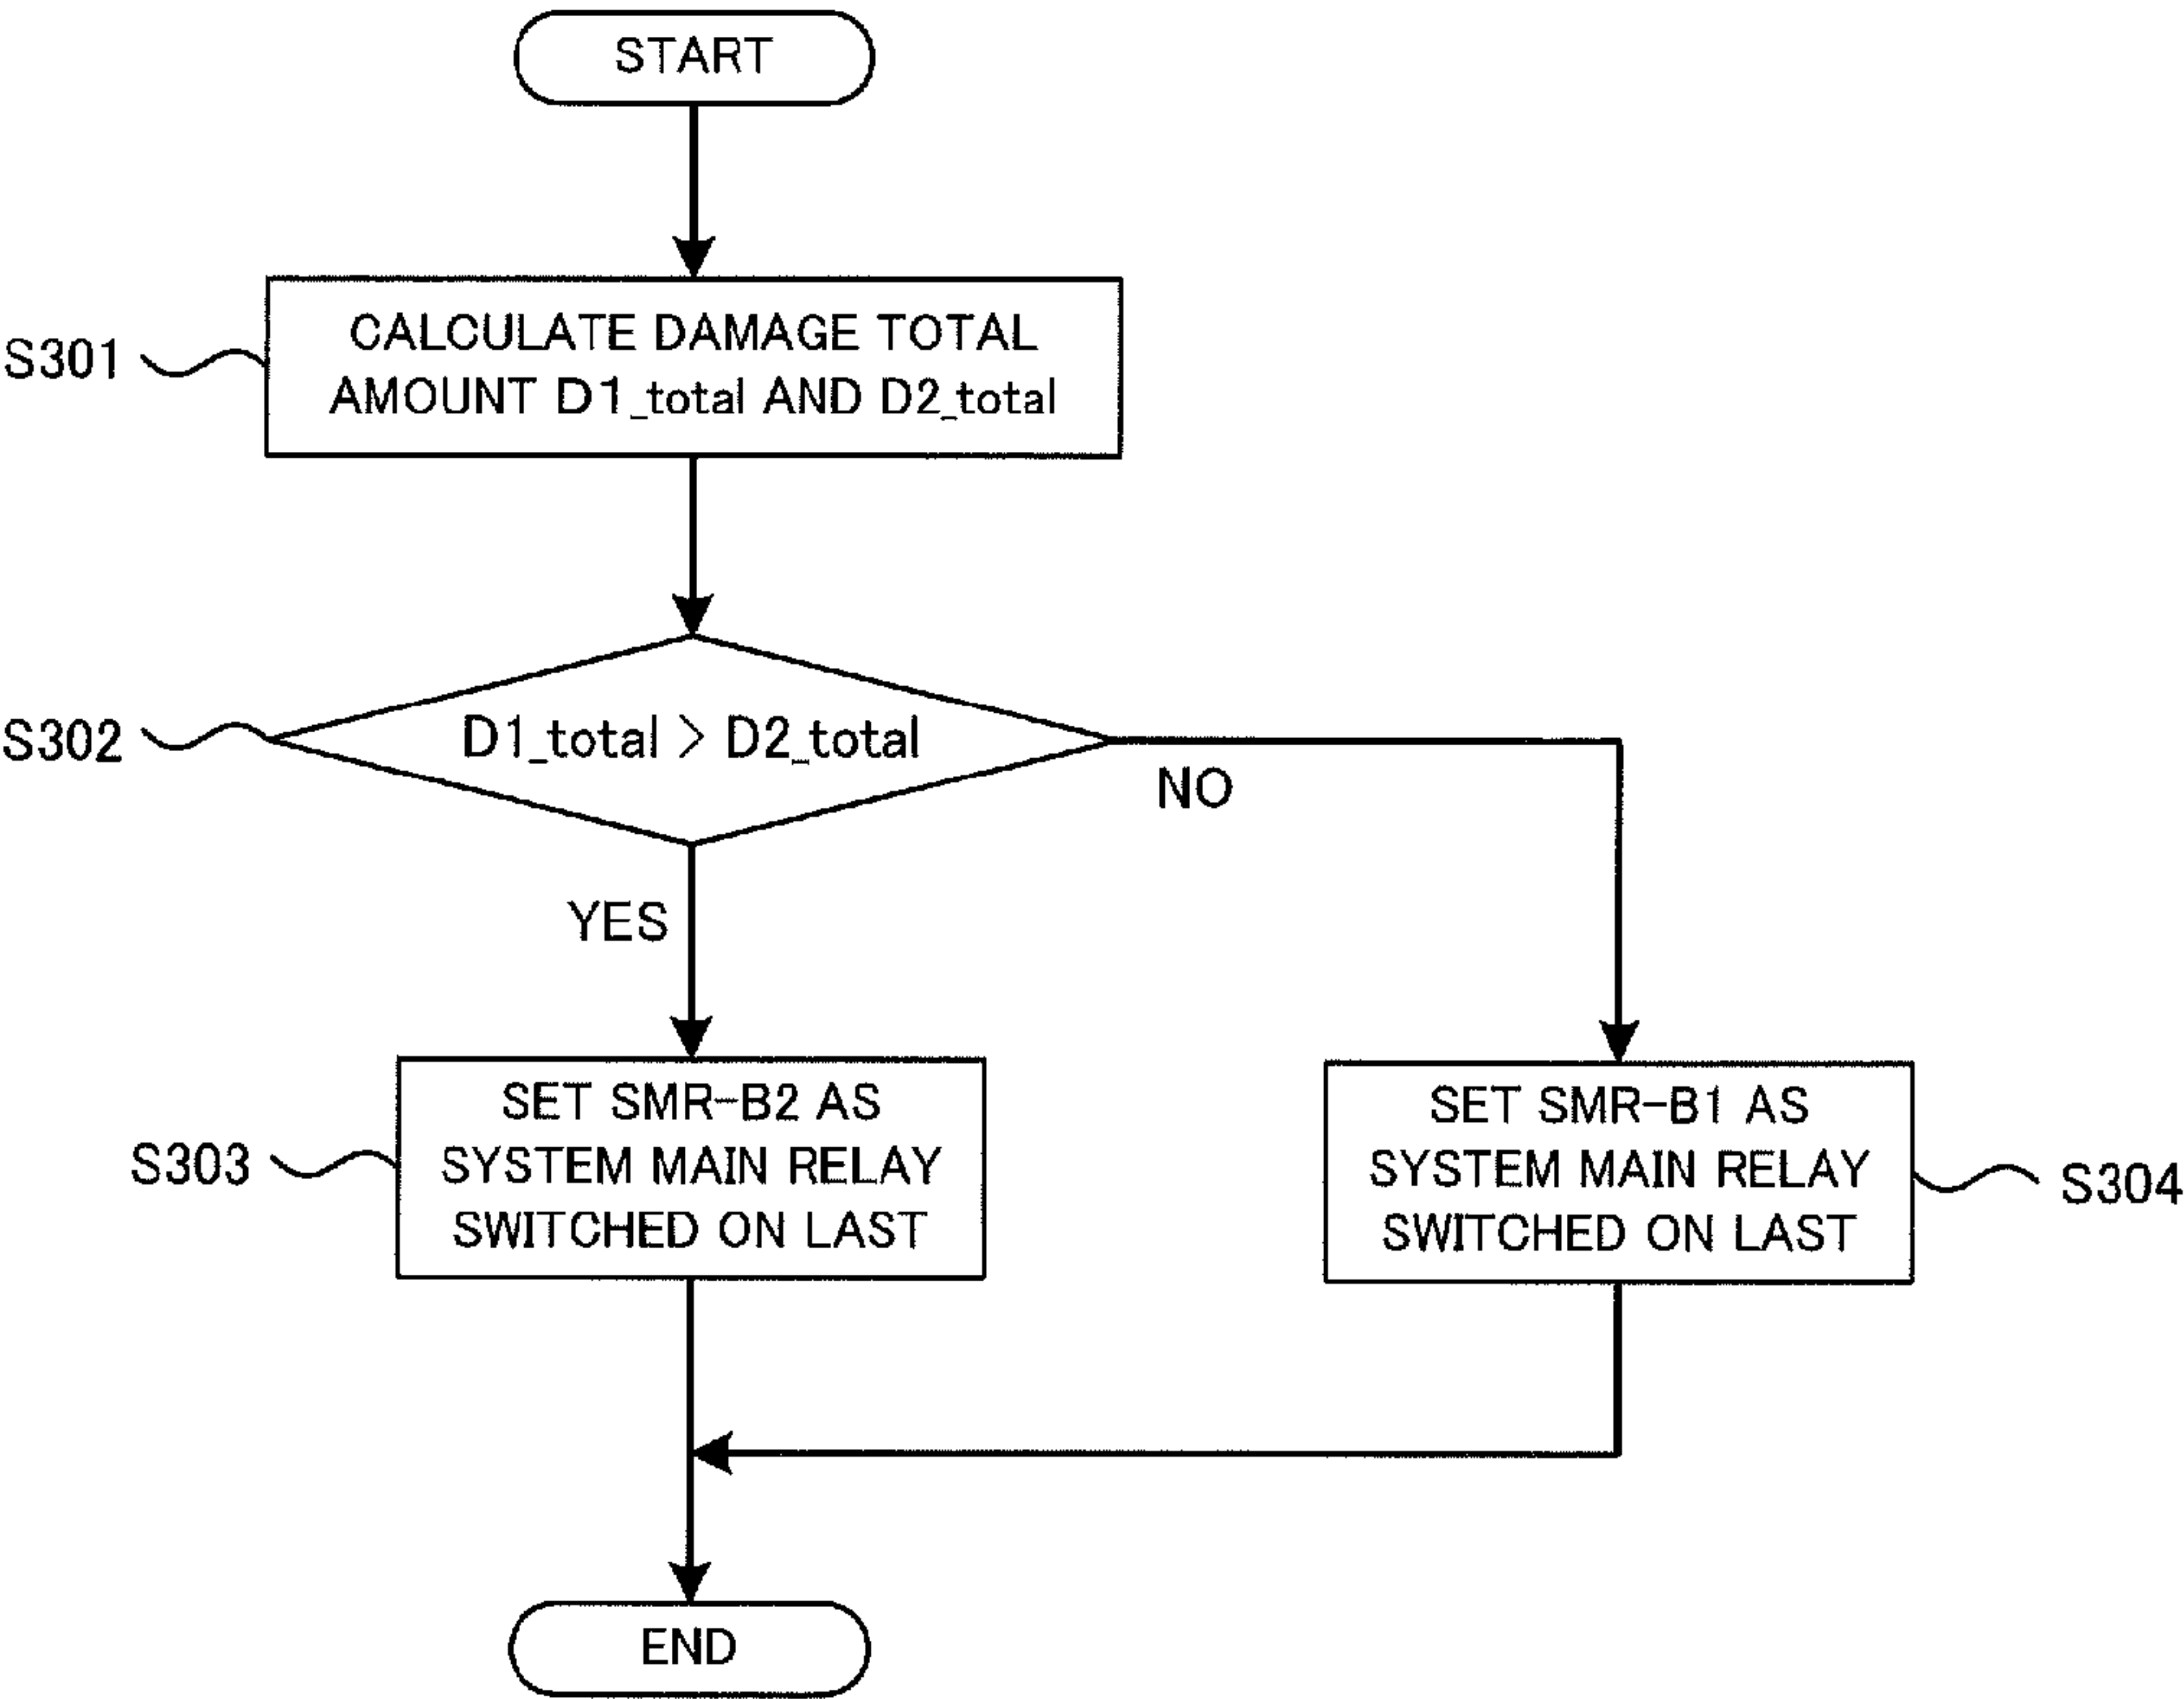 START
S301
CALCULATE DAMAGE TOTAL
AMOUNT D1_total AND D2_total
S302
D1_total > D2_total
NO
YES
S303
SET SMR-B2 AS
SYSTEM MAIN RELAY
SWITCHED ON LAST
SET SMR-B1 AS
SYSTEM MAIN RELAY
SWITCHED ON LAST
S304
END